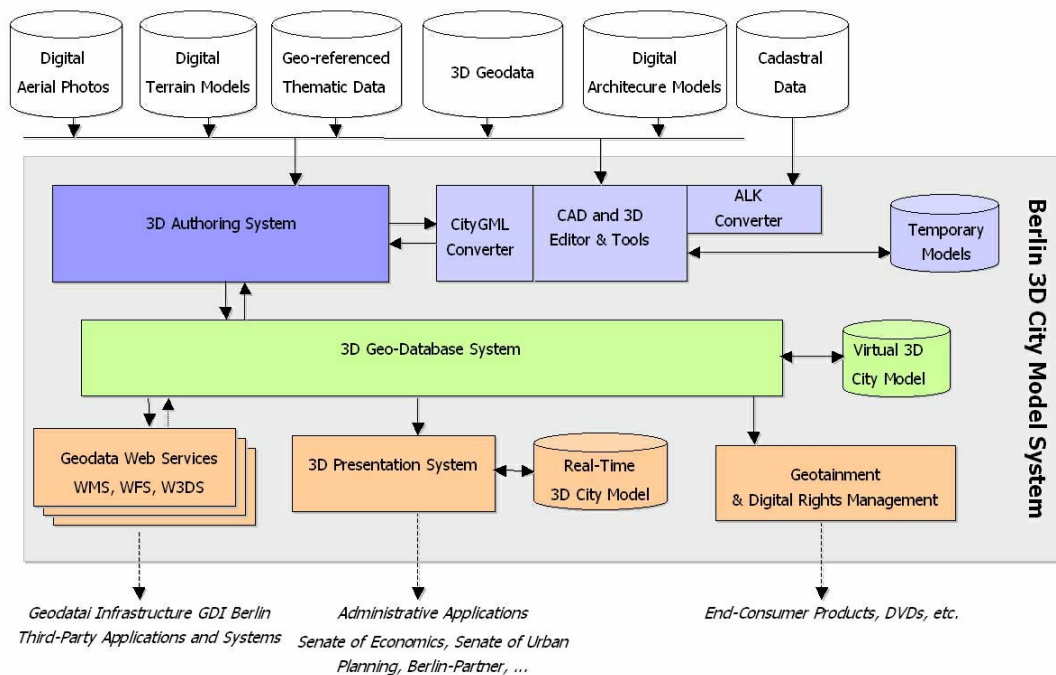 Digital
Aerial Photos
Digital
Terrain Models
Geo-referenced
Thematic Data
3D Geodata
Digital
Architecure Models
Cadastral
Data
3D Authoring System
CityGML
Converter
CAD and 3D
Editor & Tools
ALK
Converter
Temporary
Models
Berlin 3D City Model System
3D Geo-Database System
Virtual 3D
City Model
Geodata Web Services
WMS, WFS, W3DS
3D Presentation System
Real-Time
3D City Model
Geotainment
& Digital Rights Management
Geodatai Infrastructure GDI Berlin
Third-Party Applications and Systems
Administrative Applications
Senate of Economics, Senate of Urban
Planning, Berlin-Partner, ...
End-Consumer Products, DVDs, etc.